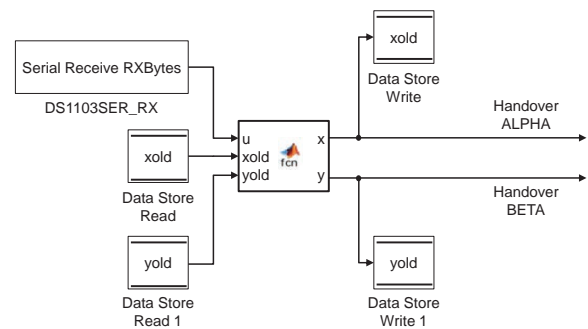 xold
Data Store
Write
Serial Receive RXBytes
DS1103SER_RX
Handover
ALPHA
u
xold
yold
fcn
x
y
xold
Data Store
Read
Handover
BETA
yold
Data Store
Read 1
yold
Data Store
Write 1